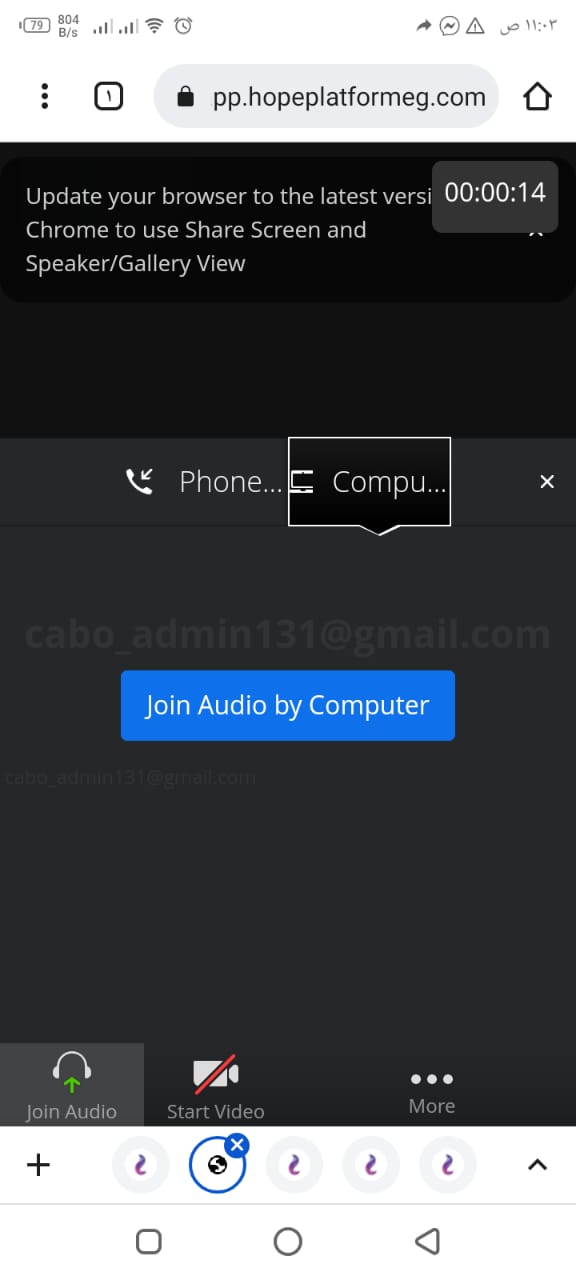 79 804 B/s ١١:٠٣ ص
١ pp.hopeplatformeg.com
Update your browser to the latest versi
Chrome to use Share Screen and
Speaker/Gallery View
00:00:14
Phone... Compu...
cabo_admin131@gmail.com
Join Audio by Computer
cabo_admin131@gmail.com
Join Audio Start Video More